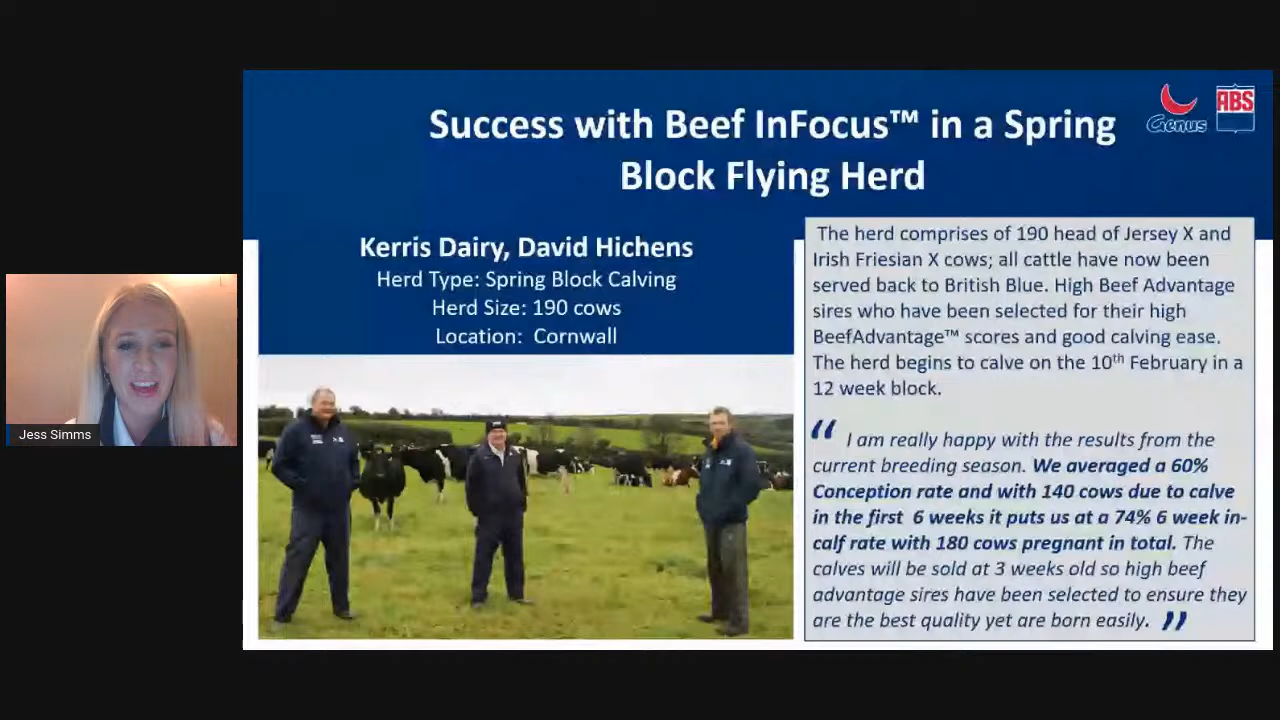 Success with Beef InFocus™ in a Spring
Block Flying Herd
Genus
ABS
Kerris Dairy, David Hichens
Herd Type: Spring Block Calving
Herd Size: 190 cows
Location: Cornwall
The herd comprises of 190 head of Jersey X and
Irish Friesian X cows; all cattle have now been
served back to British Blue. High Beef Advantage
sires who have been selected for their high
BeefAdvantage™ scores and good calving ease.
The herd begins to calve on the 10th February in a
12 week block.
“ I am really happy with the results from the
current breeding season. We averaged a 60%
Conception rate and with 140 cows due to calve
in the first 6 weeks it puts us at a 74% 6 week in-
calf rate with 180 cows pregnant in total. The
calves will be sold at 3 weeks old so high beef
advantage sires have been selected to ensure they
are the best quality yet are born easily. ”
Jess Simms